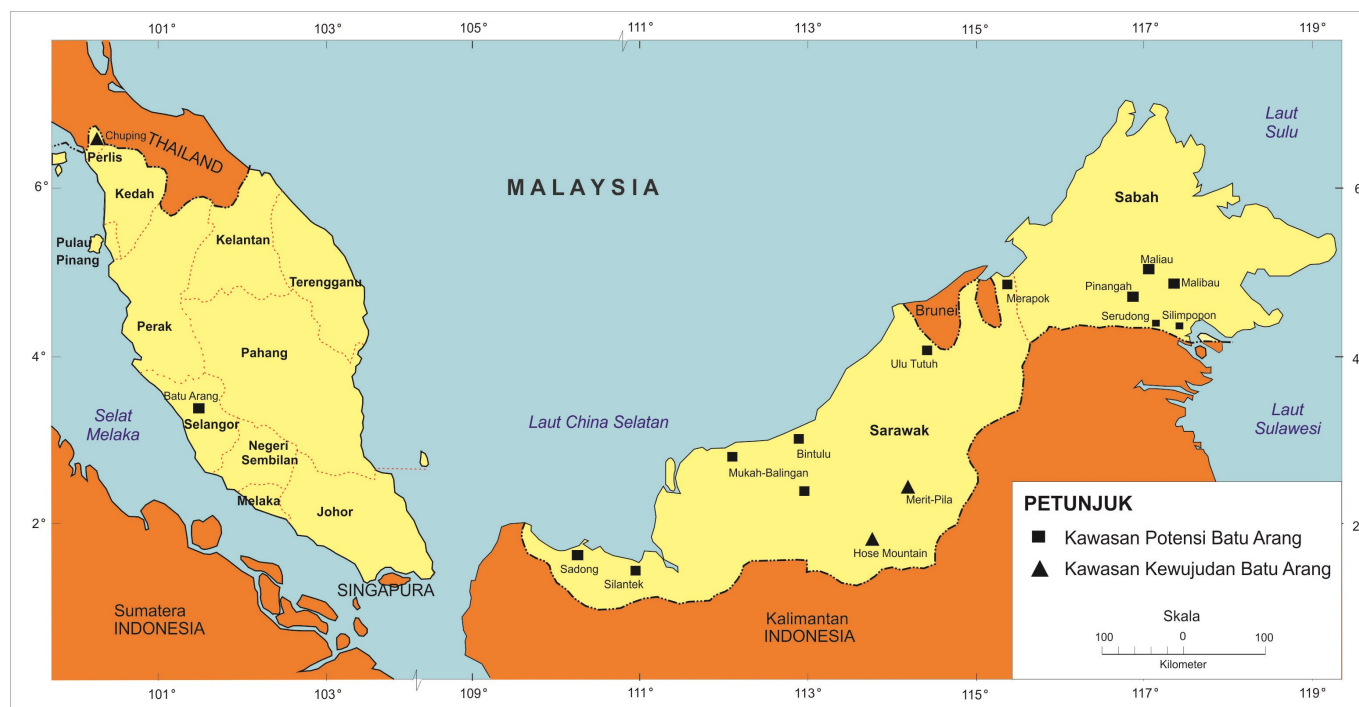 101°
103°
105°
111°
113°
115°
117°
119°
Laut
Sulu
Chuping
THAILAND
Perlis
6°
6
Kedah
MALAYSIA
Sabah
Pulau
Pinang
Kelantan
Terengganu
Maliau
Pinangah
Malibau
Merapok
Serudong
Silimpopon
Brunei
Perak
Pahang
4°
4
Ulu Tutuh
Batu Arang
Selat
Melaka
Selangor
Laut China Selatan
Sarawak
Laut
Sulawesi
Negeri
Sembilan
Bintulu
Mukah-Balingan
Melaka
Johor
Merit-Pila
2°
2
Hose Mountain
Sadong
Silantek
SINGAPURA
Sumatera
INDONESIA
Kalimantan
INDONESIA
PETUNJUK
Kawasan Potensi Batu Arang
Kawasan Kewujudan Batu Arang
Skala
100
0
100
Kilometer
101°
103°
109°
111°
113°
115°
117°
119°